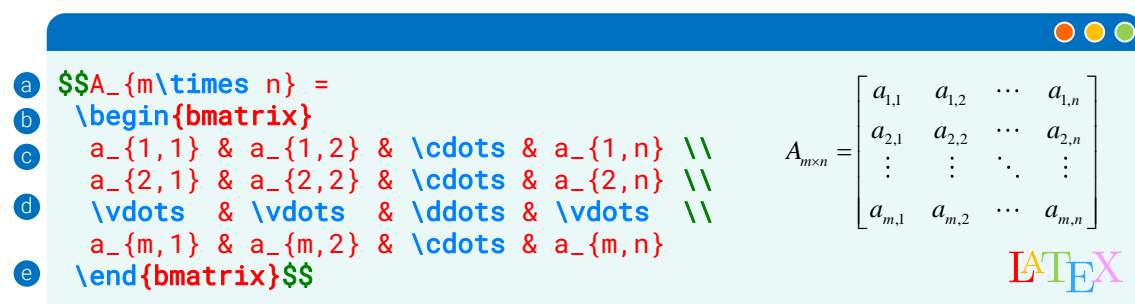 a $$A_{m\times n} =
b \begin{bmatrix}
c a_{1,1} & a_{1,2} & \cdots & a_{1,n} \\
a_{2,1} & a_{2,2} & \cdots & a_{2,n} \\
d \vdots & \vdots & \ddots & \vdots \\
a_{m,1} & a_{m,2} & \cdots & a_{m,n}
e \end{bmatrix}$$
A_{m×n} =
a_{1,1} a_{1,2} ⋯ a_{1,n}
a_{2,1} a_{2,2} ⋯ a_{2,n}
⋮ ⋮ ⋱ ⋮
a_{m,1} a_{m,2} ⋯ a_{m,n}
LATEX